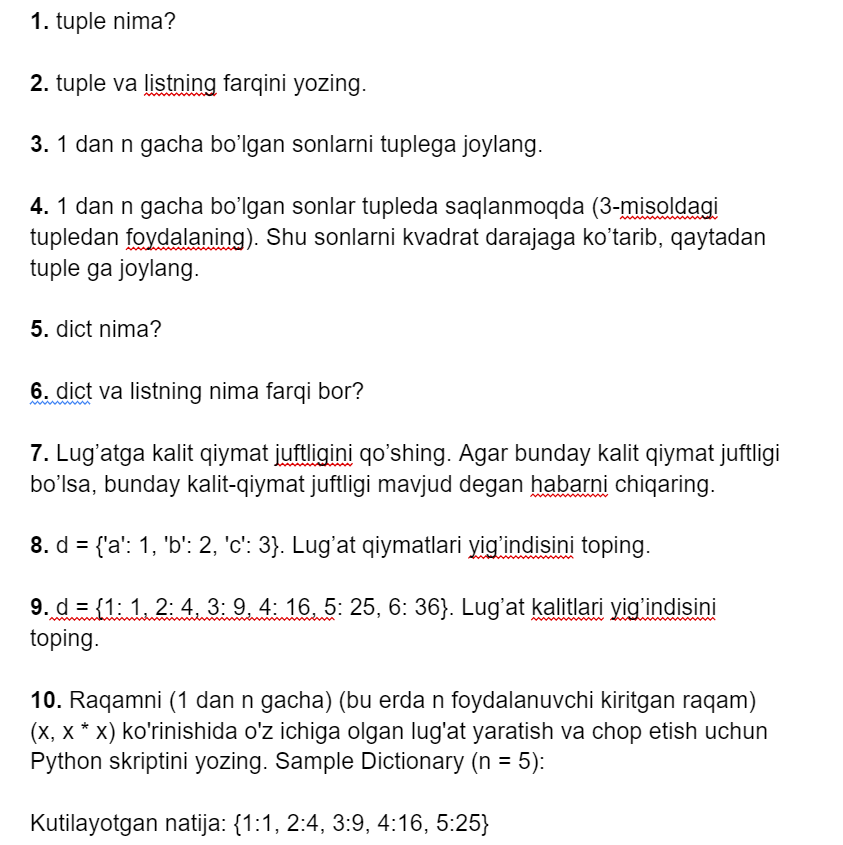 1. tuple nima?
2. tuple va listning farqini yozing.
3. 1 dan n gacha bo’lgan sonlarni tuplega joylang.
4. 1 dan n gacha bo’lgan sonlar tupleda saqlanmoqda (3-misoldagi
tupledan foydalaning). Shu sonlarni kvadrat darajaga ko’tarib, qaytadan
tuple ga joylang.
5. dict nima?
6. dict va listning nima farqi bor?
7. Lug’atga kalit qiymat juftligini qo’shing. Agar bunday kalit qiymat juftligi
bo’lsa, bunday kalit-qiymat juftligi mavjud degan habarni chiqaring.
8. d = {'a': 1, 'b': 2, 'c': 3}. Lug’at qiymatlari yig’indisini toping.
9. d = {1: 1, 2: 4, 3: 9, 4: 16, 5: 25, 6: 36}. Lug’at kalitlari yig’indisini
toping.
10. Raqamni (1 dan n gacha) (bu erda n foydalanuvchi kiritgan raqam)
(x, x * x) ko'rinishida o'z ichiga olgan lug'at yaratish va chop etish uchun
Python skriptini yozing. Sample Dictionary (n = 5):
Kutilayotgan natija: {1:1, 2:4, 3:9, 4:16, 5:25}